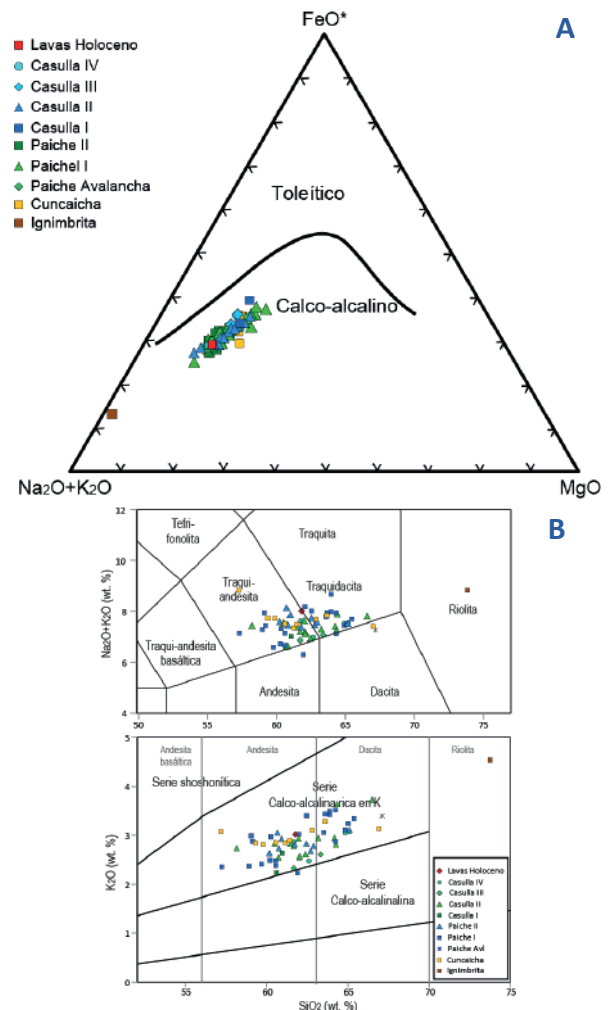 A
FeO*
Lavas Holoceno
Casulla IV
Casulla III
Casulla II
Casulla I
Paiche II
Paichel I
Paiche Avalancha
Cuncaicha
Ignimbrita
Toleítico
Calco-alcalino
Na2O+K2O
MgO
B
12
10
8
6
4
Na2O+K2O (wt. %)
Tefri-
fonolita
Traquita
Traqui-
andesita
Traquidacita
Riolita
Traqui-andesita
basáltica
Andesita
Dacita
50
55
60
65
70
75
5
4
3
2
1
0
K2O (wt. %)
Andesita
basáltica
Andesita
Dacita
Riolita
Serie shoshonítica
Serie
Calco-alcalina rica en K
Serie
Calco-alcalinalina
Lavas Holoceno
Casulla IV
Casulla III
Casulla II
Casulla I
Paiche II
Paiche I
Paiche Avl
Cuncaicha
Ignimbrita
55
60
65
70
75
SiO2 (wt. %)